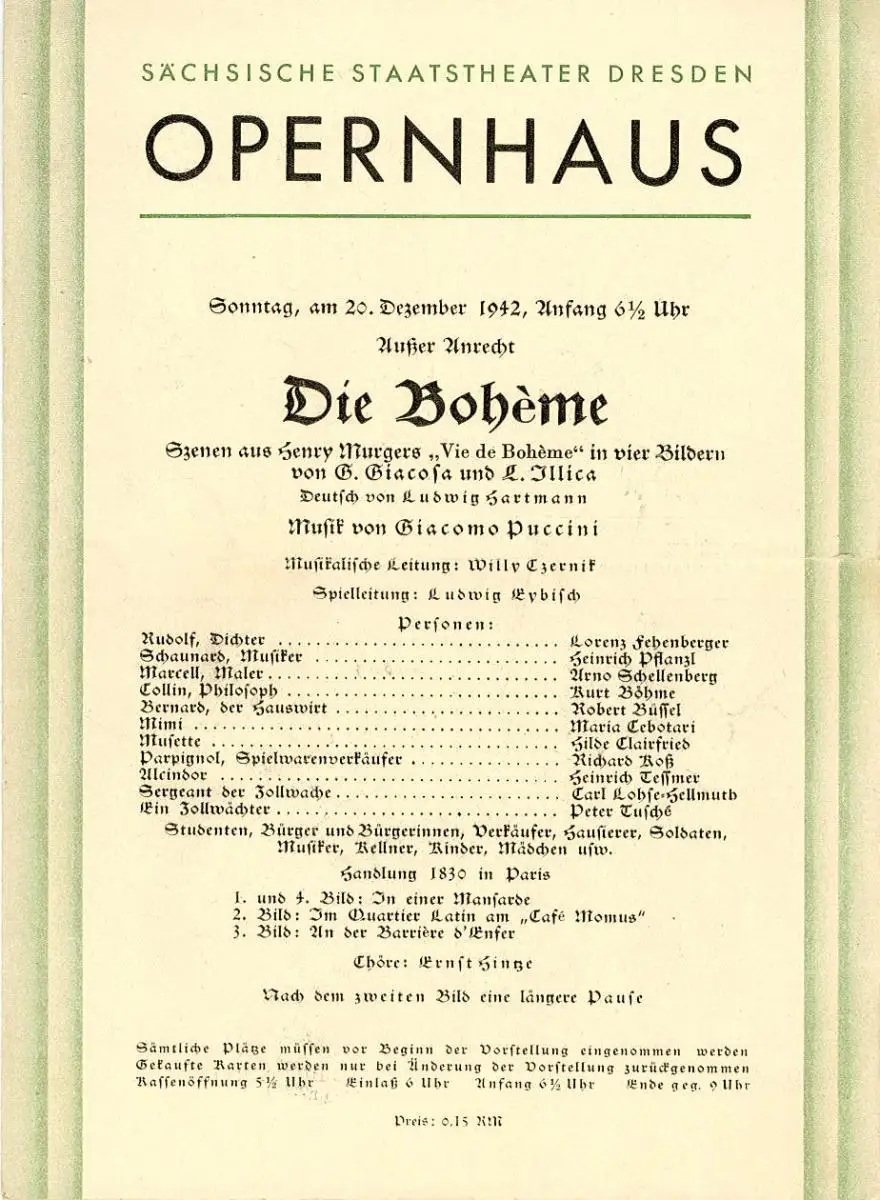 SÄCHSISCHE STAATSTHEATER DRESDEN
OPERNHAUS
Sonntag, am 20. Dezember 1942, Anfang 6½ Uhr
Außer Anrecht
Die Bohème
Szenen aus Henry Murgers „Vie de Bohème“ in vier Bildern
von G. Giacosa und L. Illica
Deutsch von Ludwig Hartmann
Musik von Giacomo Puccini
Musikalische Leitung: Willy Czernik
Spielleitung: Ludwig Eybisch
Personen:
Rudolf, Dichter . . . . . . . . . . . . . . . . . . . . . . . . . . . . Lorenz Fehenberger
Schaunard, Musiker . . . . . . . . . . . . . . . . . . . . . . . . Heinrich Pflanzl
Marcell, Maler . . . . . . . . . . . . . . . . . . . . . . . . . . . . Arno Schellenberg
Collin, Philosoph . . . . . . . . . . . . . . . . . . . . . . . . . . Kurt Böhme
Bernard, der Hauswirt . . . . . . . . . . . . . . . . . . . . . . Robert Büssel
Mimi . . . . . . . . . . . . . . . . . . . . . . . . . . . . . . . . . . Maria Cebotari
Musette . . . . . . . . . . . . . . . . . . . . . . . . . . . . . . . . Hilde Clairfried
Parpignol, Spielwarenverkäufer . . . . . . . . . . . . . . Richard Koß
Alcindor . . . . . . . . . . . . . . . . . . . . . . . . . . . . . . . Heinrich Tessmer
Sergeant der Zollwache . . . . . . . . . . . . . . . . . . . . . Carl Lohse-Hellmuth
Ein Zollwächter . . . . . . . . . . . . . . . . . . . . . . . . . . . Peter Tusché
Studenten, Bürger und Bürgerinnen, Verkäufer, Hausierer, Soldaten,
Musiker, Kellner, Kinder, Mädchen usw.
Handlung 1830 in Paris
1. und 4. Bild: In einer Mansarde
2. Bild: Im Quartier Latin am „Café Momus“
3. Bild: An der Barrière d'Enfer
Chöre: Ernst Hintze
Nach dem zweiten Bild eine längere Pause
Sämtliche Plätze müssen vor Beginn der Vorstellung eingenommen werden
Gekaufte Karten werden nur bei Änderung der Vorstellung zurückgenommen
Kassenöffnung 5½ Uhr Einlaß 6 Uhr Anfang 6½ Uhr Ende geg. 9 Uhr
Preis: 0,15 RM